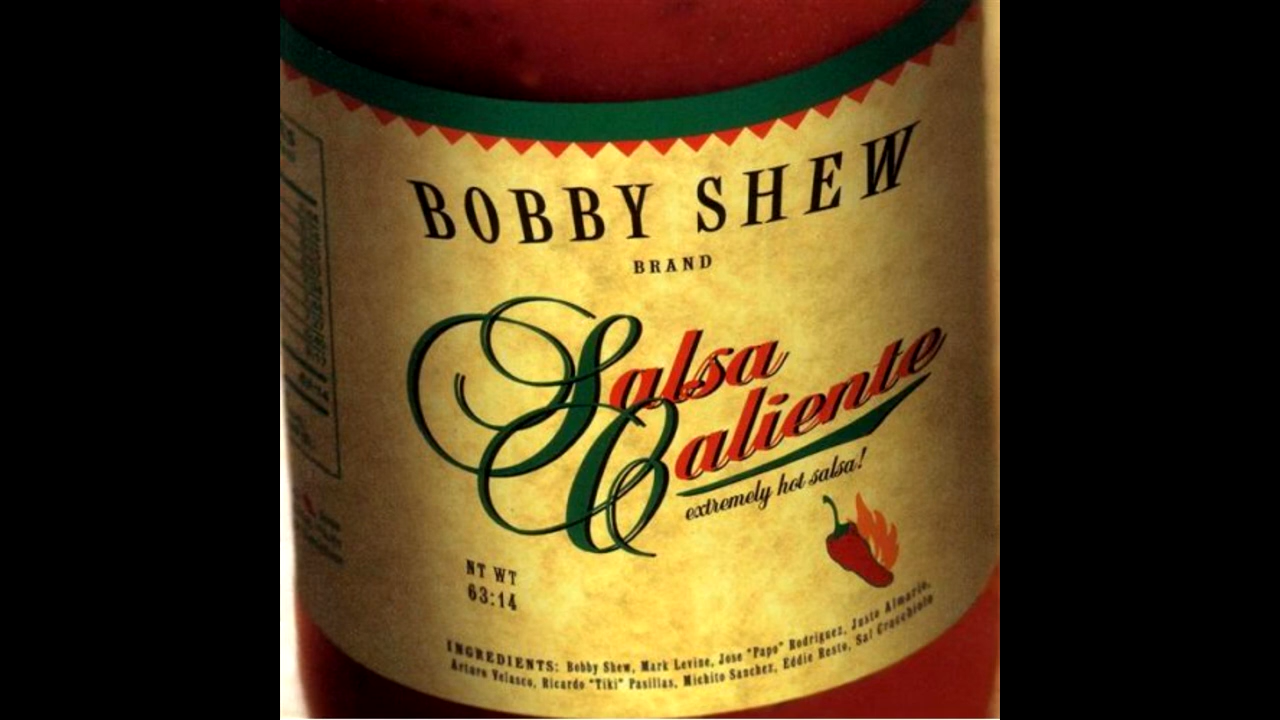 BOBBY SHEW
BRAND
Salsa
Caliente
extremely hot salsa!
NT WT
63:14
INGREDIENTS: Bobby Shew, Mark Levine, Jose "Papo" Rodriguez, Justo Almario,
Arturo Velasco, Ricardo "Tiki" Pasillas, Michito Sanchez, Eddie Resto, Sal Cracchiolo